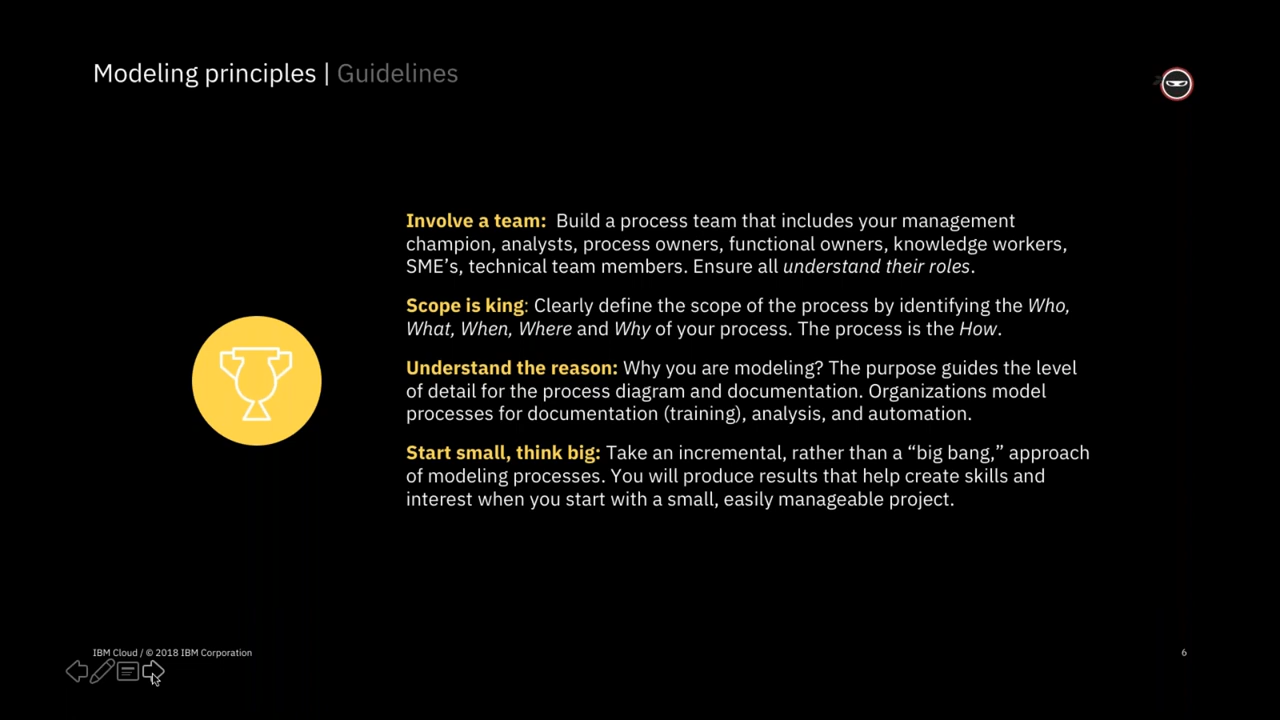 Modeling principles | Guidelines
Involve a team:  Build a process team that includes your management
champion, analysts, process owners, functional owners, knowledge workers,
SME’s, technical team members. Ensure all understand their roles.
Scope is king: Clearly define the scope of the process by identifying the Who,
What, When, Where and Why of your process. The process is the How.
Understand the reason: Why you are modeling? The purpose guides the level
of detail for the process diagram and documentation. Organizations model
processes for documentation (training), analysis, and automation.
Start small, think big: Take an incremental, rather than a “big bang,” approach
of modeling processes. You will produce results that help create skills and
interest when you start with a small, easily manageable project.
IBM Cloud / © 2018 IBM Corporation
6